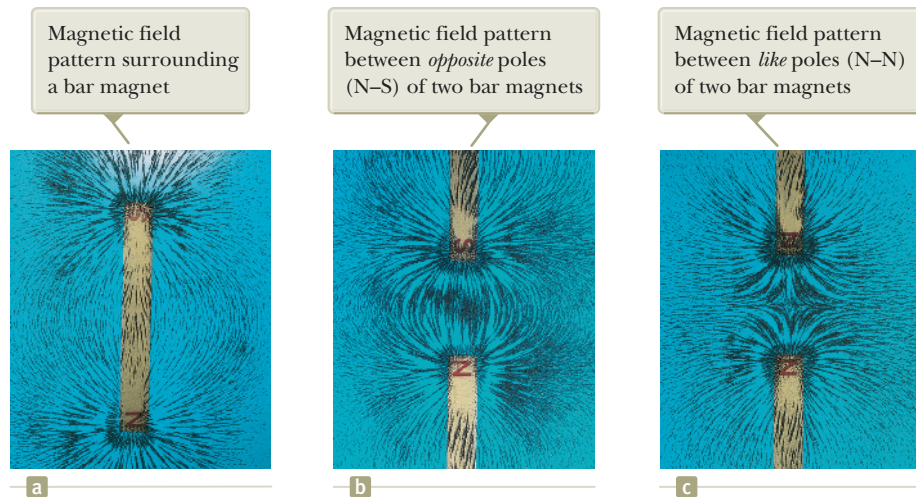 Magnetic field
pattern surrounding
a bar magnet
Magnetic field pattern
between opposite poles
(N–S) of two bar magnets
Magnetic field pattern
between like poles (N–N)
of two bar magnets
S
N
S
N
N
a
b
c